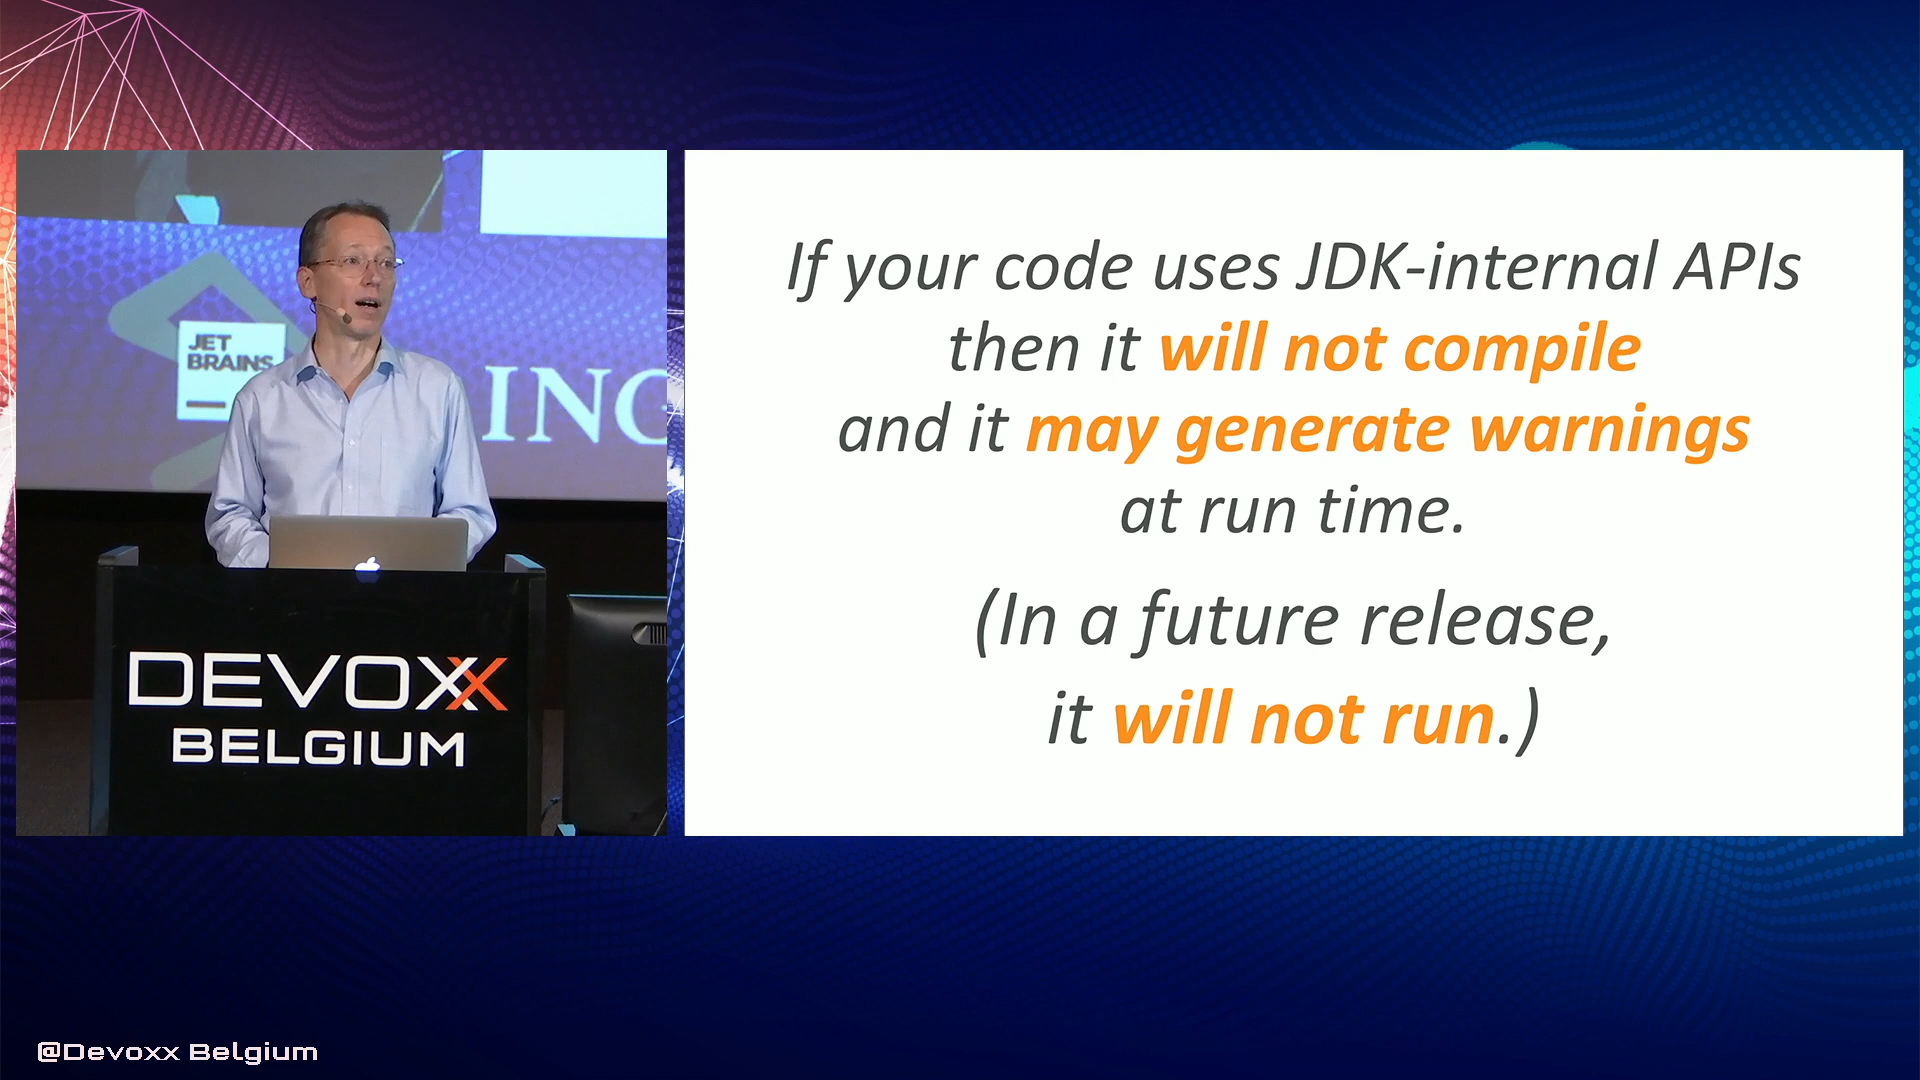 JET
BRAINS
ING
DEVOXX
BELGIUM
If your code uses JDK-internal APIs
then it will not compile
and it may generate warnings
at run time.
(In a future release,
it will not run.)
@Devoxx Belgium